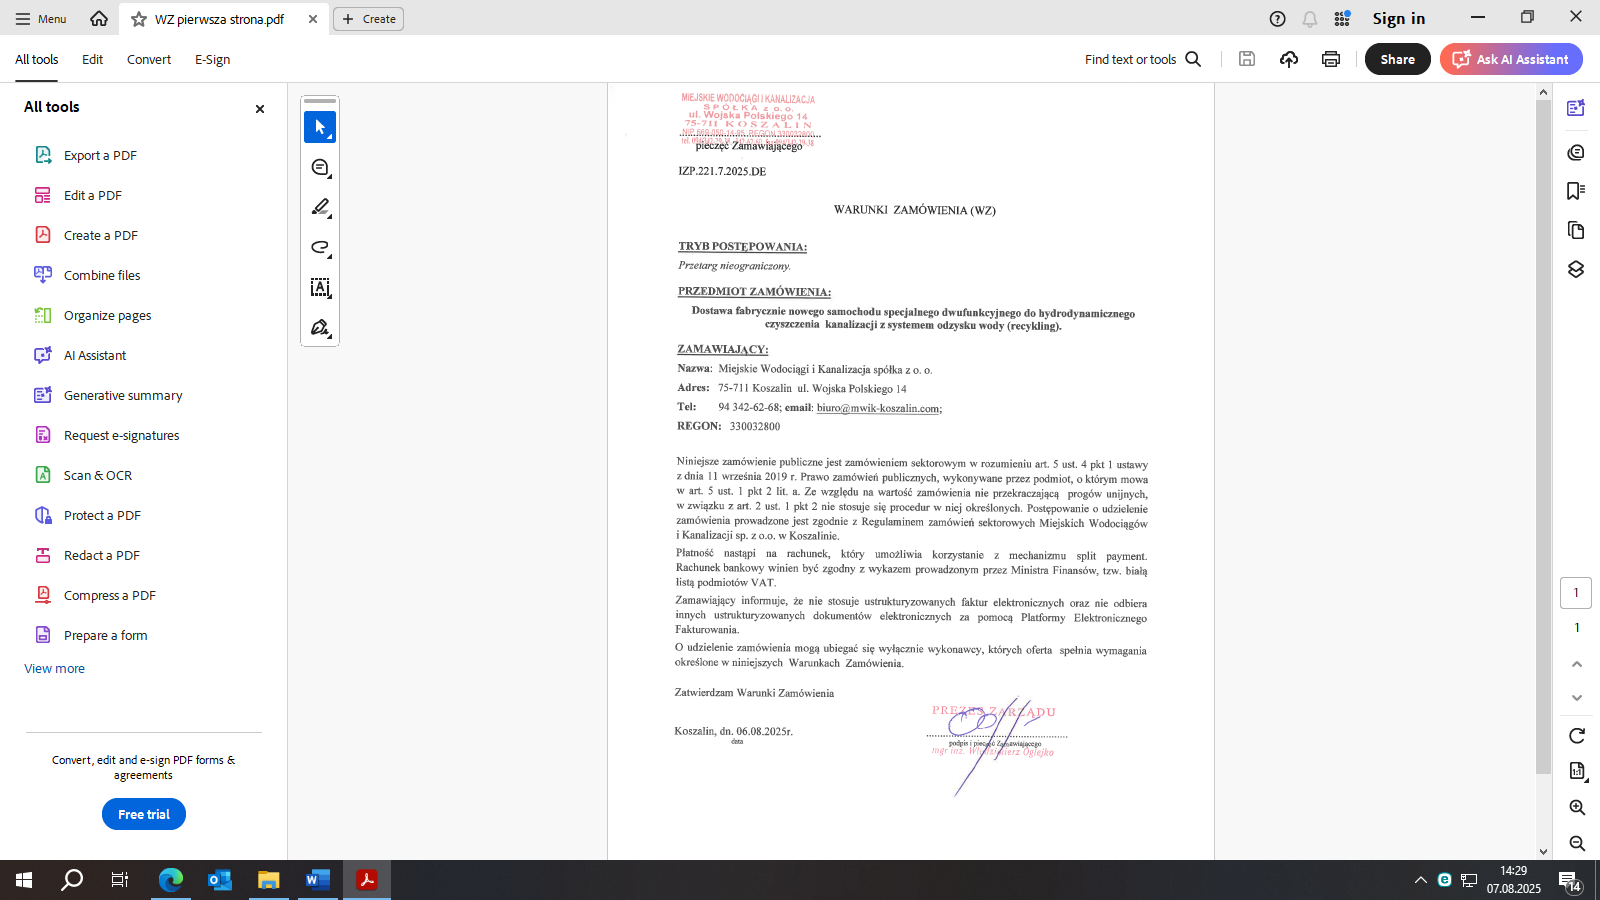 Menu
WZ pierwsza strona.pdf
Create
Sign in
All tools
Edit
Convert
E-Sign
Find text or tools
Share
Ask AI Assistant
All tools
Export a PDF
Edit a PDF
Create a PDF
Combine files
Organize pages
AI Assistant
Generative summary
Request e-signatures
Scan & OCR
Protect a PDF
Redact a PDF
Compress a PDF
Prepare a form
View more
Convert, edit and e-sign PDF forms &
agreements
Free trial
MIEJSKIE WODOCIĄGI I KANALIZACJA
SPÓŁKA z o.o.
ul. Wojska Polskiego 14
75-711 KOSZALIN
pieczęć Zamawiającego
IZP.221.7.2025.DE
WARUNKI ZAMÓWIENIA (WZ)
TRYB POSTĘPOWANIA:
Przetarg nieograniczony.
PRZEDMIOT ZAMÓWIENIA:
Dostawa fabrycznie nowego samochodu specjalnego dwufunkcyjnego do hydrodynamicznego
czyszczenia kanalizacji z systemem odzysku wody (recykling).
ZAMAWIAJĄCY:
Nazwa: Miejskie Wodociągi i Kanalizacja spółka z o. o.
Adres: 75-711 Koszalin ul. Wojska Polskiego 14
Tel: 94 342-62-68; email: biuro@mwik-koszalin.com;
REGON: 330032800
Niniejsze zamówienie publiczne jest zamówieniem sektorowym w rozumieniu art. 5 ust. 4 pkt 1 ustawy
z dnia 11 września 2019 r. Prawo zamówień publicznych, wykonywane przez podmiot, o którym mowa
w art. 5 ust. 1 pkt 2 lit. a. Ze względu na wartość zamówienia nie przekraczającą progów unijnych,
w związku z art. 2 ust. 1 pkt 2 nie stosuje się procedur w niej określonych. Postępowanie o udzielenie
zamówienia prowadzone jest zgodnie z Regulaminem zamówień sektorowych Miejskich Wodociągów
i Kanalizacji sp. z o.o. w Koszalinie.
Płatność nastąpi na rachunek, który umożliwia korzystanie z mechanizmu split payment.
Rachunek bankowy winien być zgodny z wykazem prowadzonym przez Ministra Finansów, tzw. białą
listą podmiotów VAT.
Zamawiający informuje, że nie stosuje ustrukturyzowanych faktur elektronicznych oraz nie odbiera
innych ustrukturyzowanych dokumentów elektronicznych za pomocą Platformy Elektronicznego
Fakturowania.
O udzielenie zamówienia mogą ubiegać się wyłącznie wykonawcy, których oferta spełnia wymagania
określone w niniejszych Warunkach Zamówienia.
Zatwierdzam Warunki Zamówienia
PREZES ZARZĄDU
Koszalin, dn. 06.08.2025r.
data
podpis i pieczęć Zamawiającego
mgr inż. Włodzimierz Ogiejko
1
1
14:29
07.08.2025
14